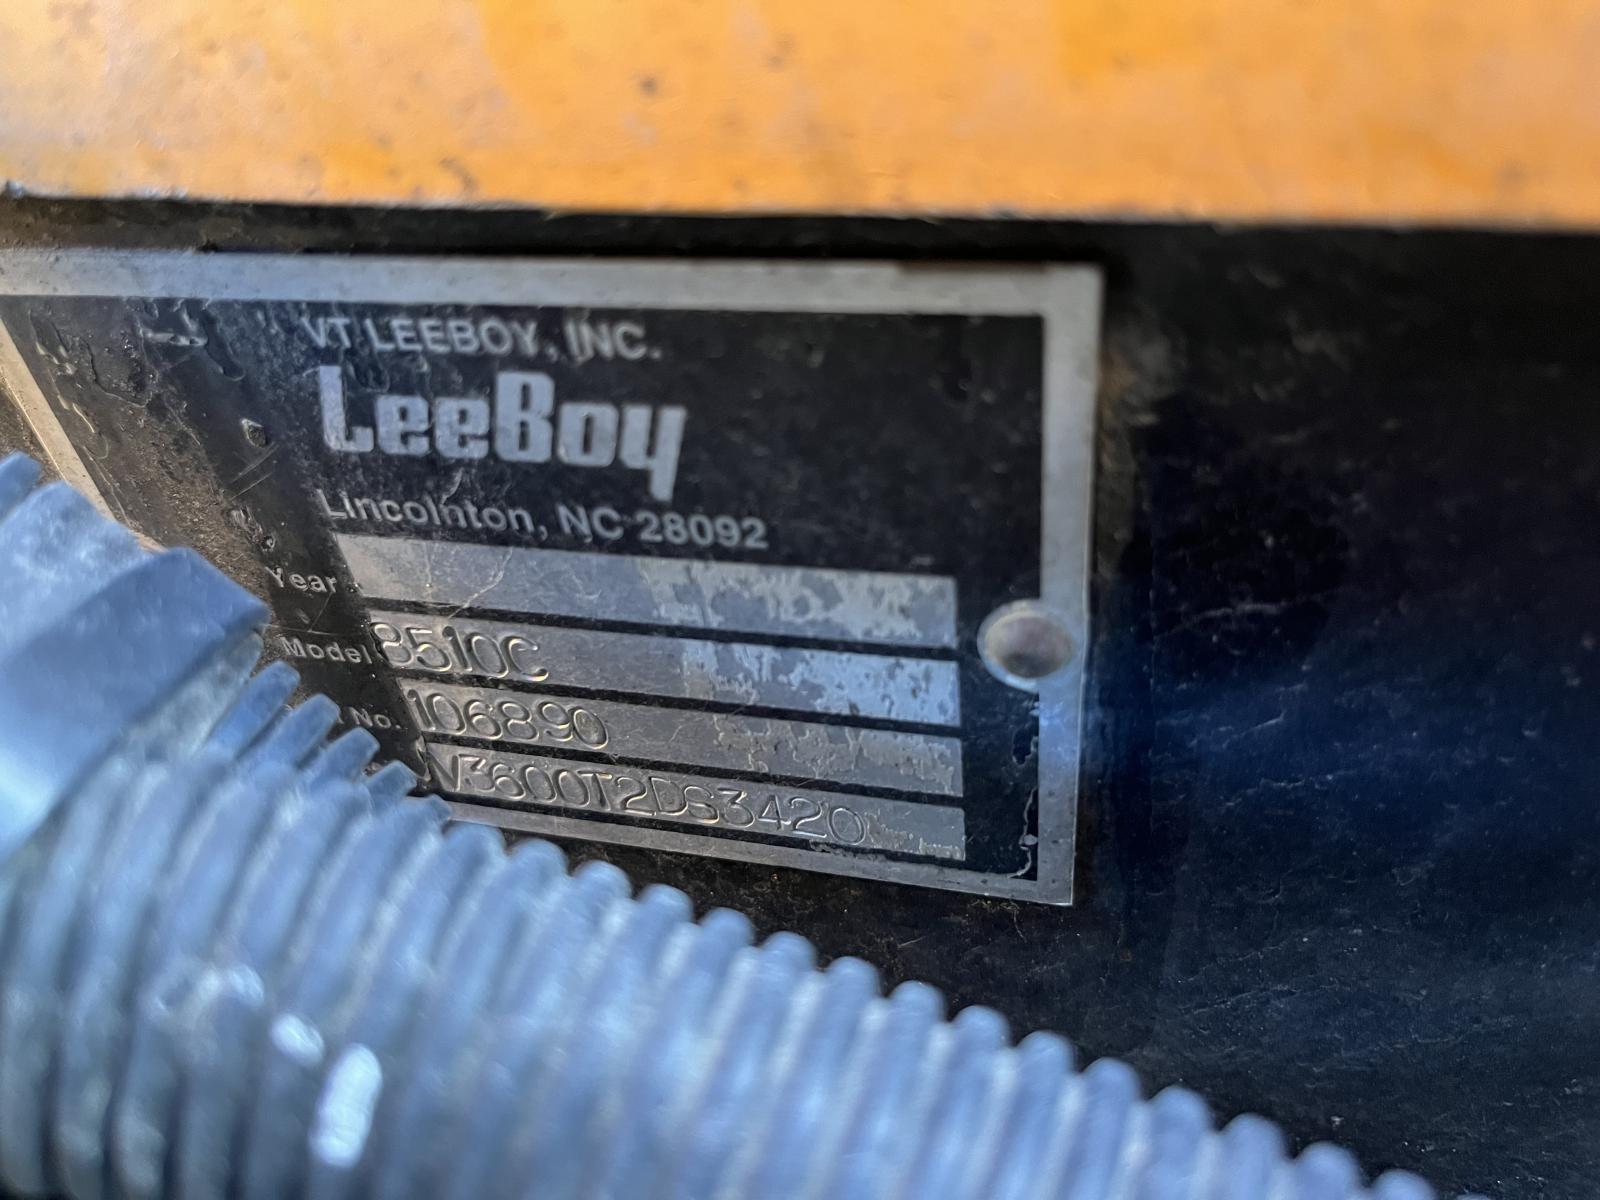 VT LEEBOY, INC.
LeeBoy
Lincolnton, NC 28092
Year
Model 8510C
No. 106890
V3600T2DS3420